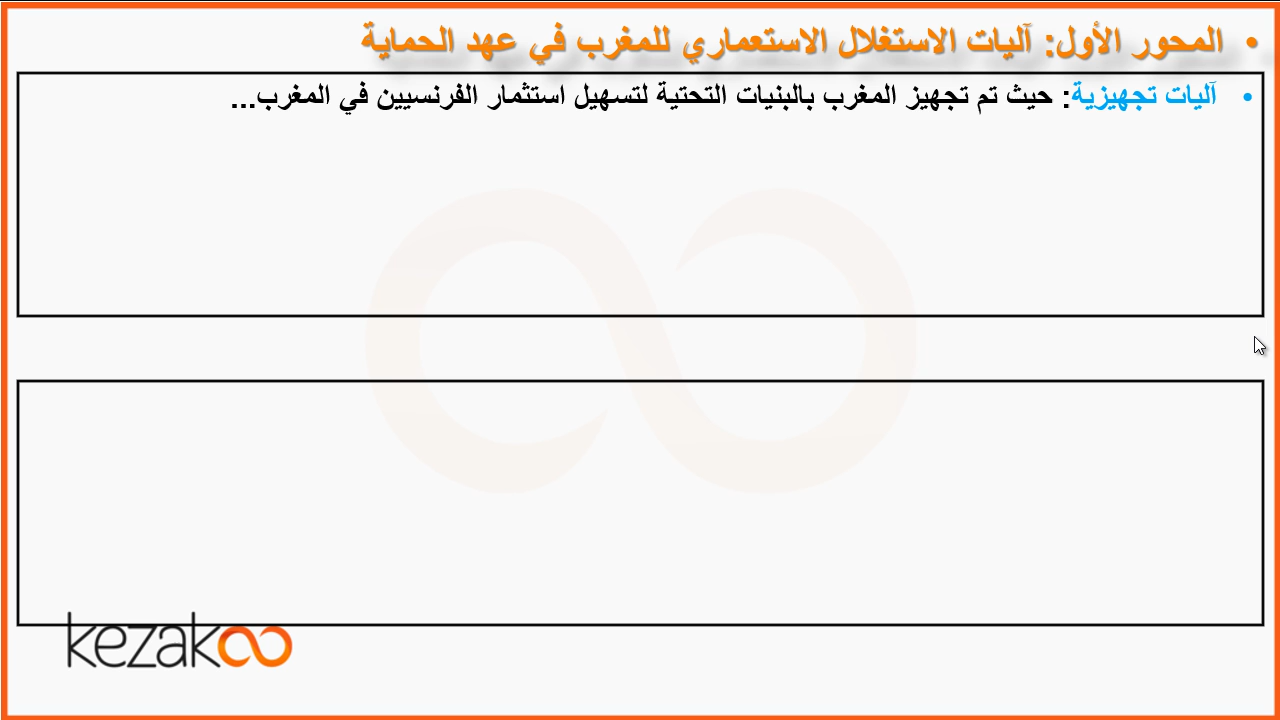 • المحور الأول: آليات الاستغلال الاستعماري للمغرب في عهد الحماية
• آليات تجهيزية: حيث تم تجهيز المغرب بالبنيات التحتية لتسهيل استثمار الفرنسيين في المغرب...
kezakoo